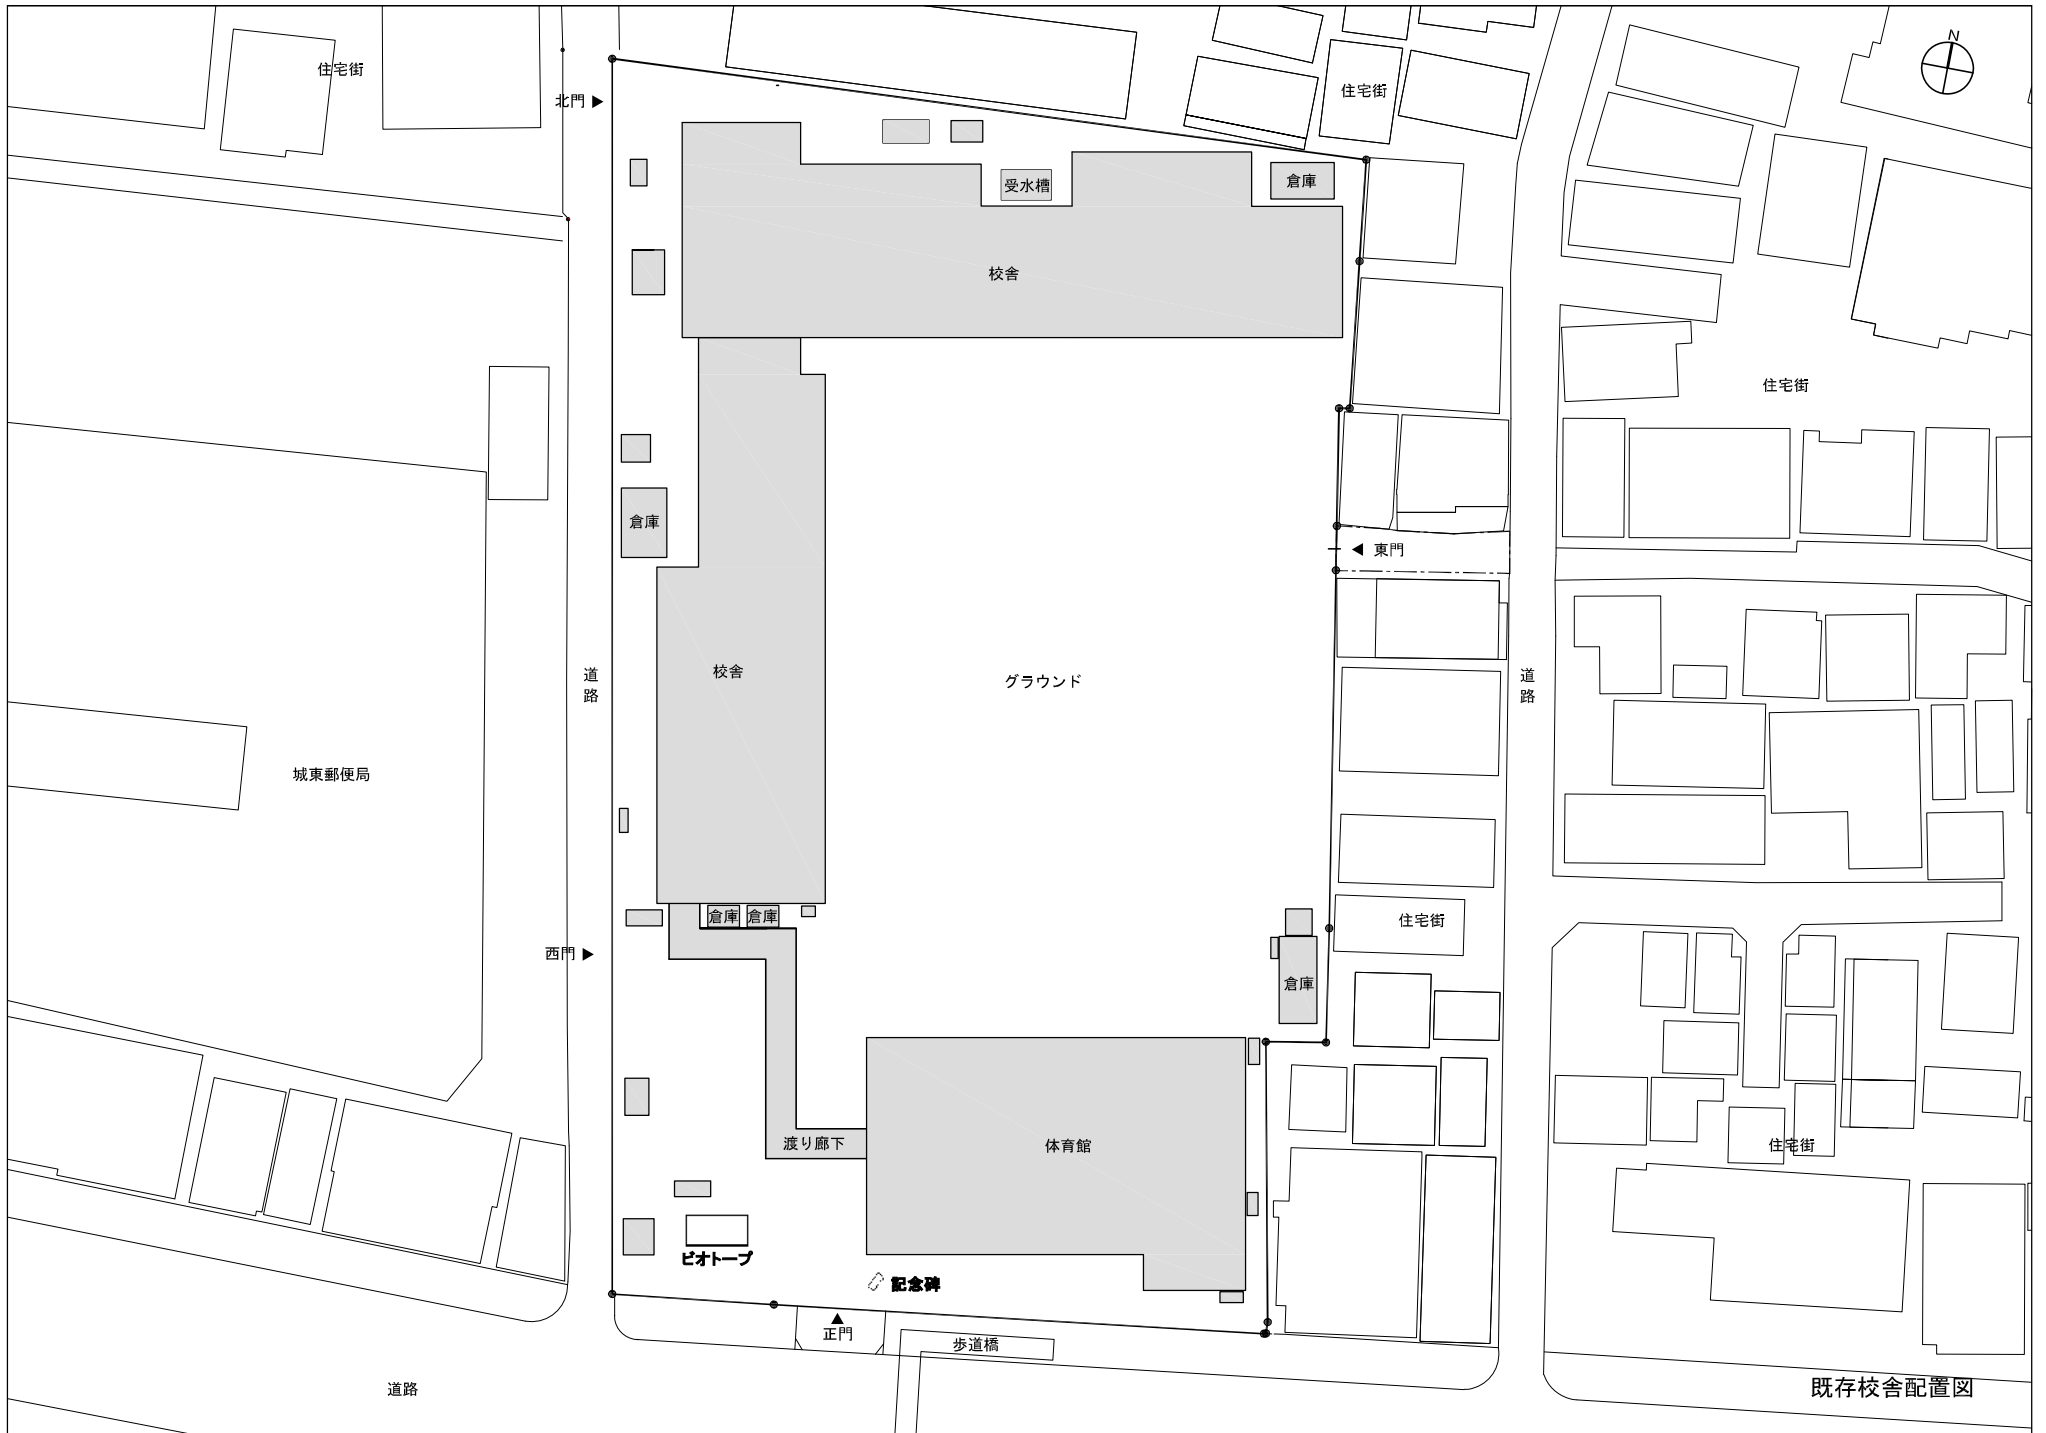 N
住宅街
住宅街
北門
受水槽
倉庫
校舎
住宅街
倉庫
東門
校舎
グラウンド
道路
道路
城東郵便局
倉庫
倉庫
住宅街
西門
倉庫
渡り廊下
体育館
住宅街
ビオトープ
記念碑
正門
歩道橋
道路
既存校舎配置図